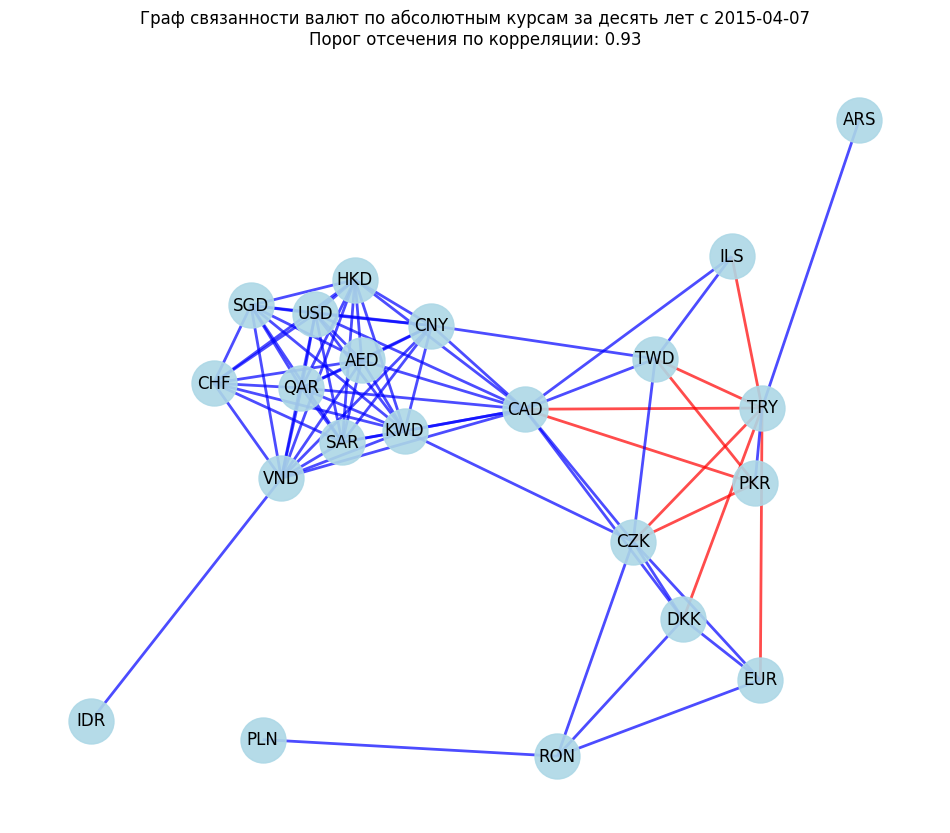 Граф связанности валют по абсолютным курсам за десять лет с 2015-04-07
Порог отсечения по корреляции: 0.93
ARS
ILS
HKD
SGD
USD
CNY
TWD
AED
CHF
QAR
CAD
TRY
KWD
SAR
VND
PKR
CZK
DKK
EUR
IDR
PLN
RON